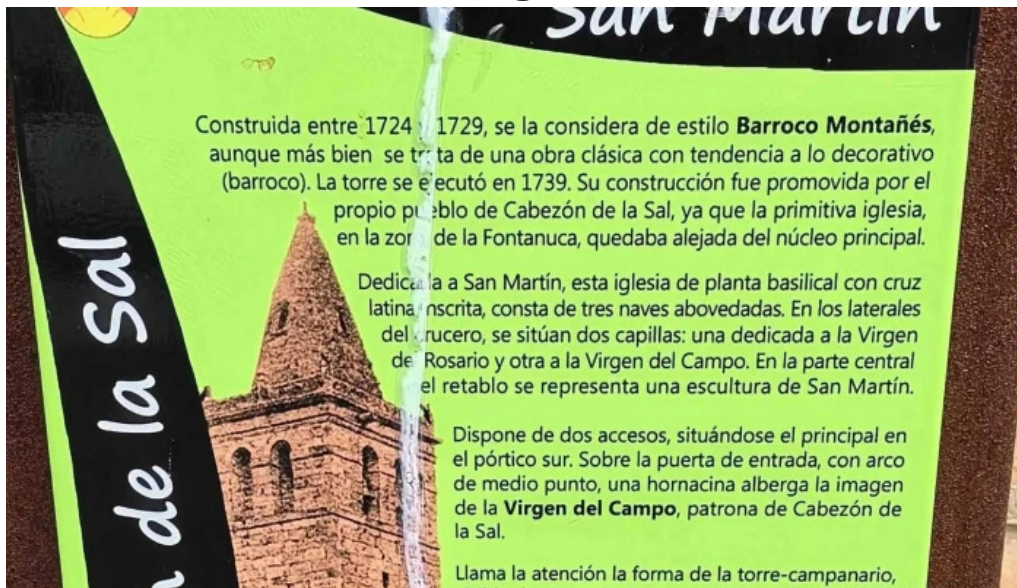 San Martín
Construida entre 1724 y 1729, se la considera de estilo Barroco Montañés,
aunque más bien se trata de una obra clásica con tendencia a lo decorativo
(barroco). La torre se ejecutó en 1739. Su construcción fue promovida por el
propio pueblo de Cabezón de la Sal, ya que la primitiva iglesia,
en la zona de la Fontanuca, quedaba alejada del núcleo principal.
Dedicada a San Martín, esta iglesia de planta basilical con cruz
latina inscrita, consta de tres naves abovedadas. En los laterales
del crucero, se sitúan dos capillas: una dedicada a la Virgen
del Rosario y otra a la Virgen del Campo. En la parte central
del retablo se representa una escultura de San Martín.
Dispone de dos accesos, situándose el principal en
el pórtico sur. Sobre la puerta de entrada, con arco
de medio punto, una hornacina alberga la imagen
de la Virgen del Campo, patrona de Cabezón de
la Sal.
Llama la atención la forma de la torre-campanario,
de la Sal